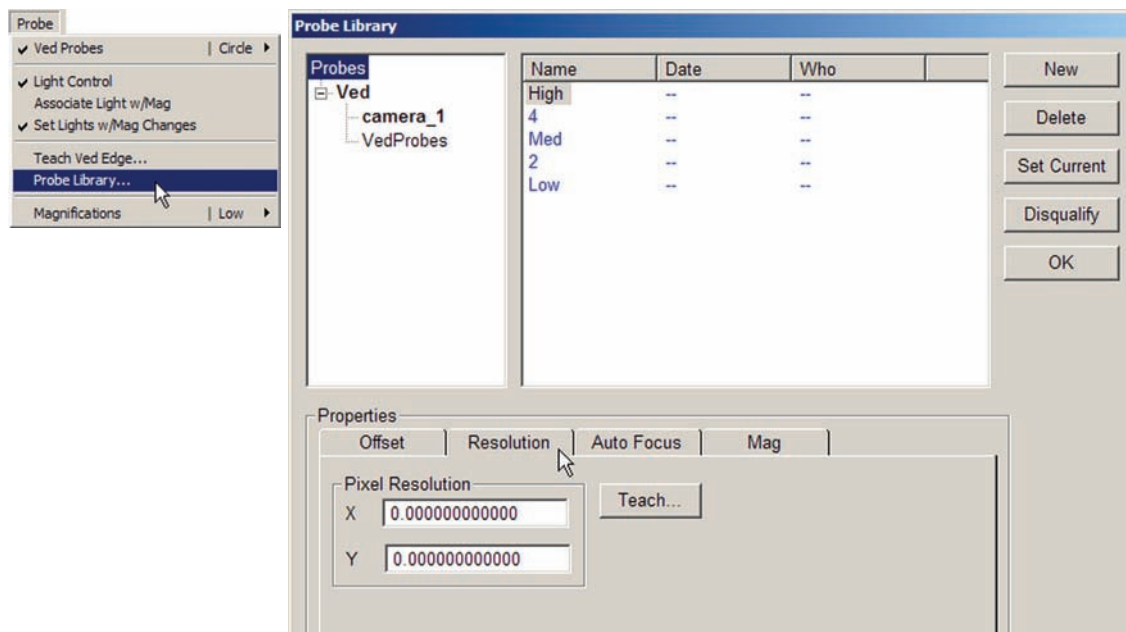 Probe
Ved Probes | Circle
Light Control
Associate Light w/Mag
Set Lights w/Mag Changes
Teach Ved Edge...
Probe Library...
Magnifications | Low
Probe Library
Probes
Ved
camera_1
VedProbes
Name Date Who
High -- --
4 -- --
Med -- --
2 -- --
Low -- --
New
Delete
Set Current
Disqualify
OK
Properties
Offset Resolution Auto Focus Mag
Pixel Resolution
X 0.000000000000
Y 0.000000000000
Teach...